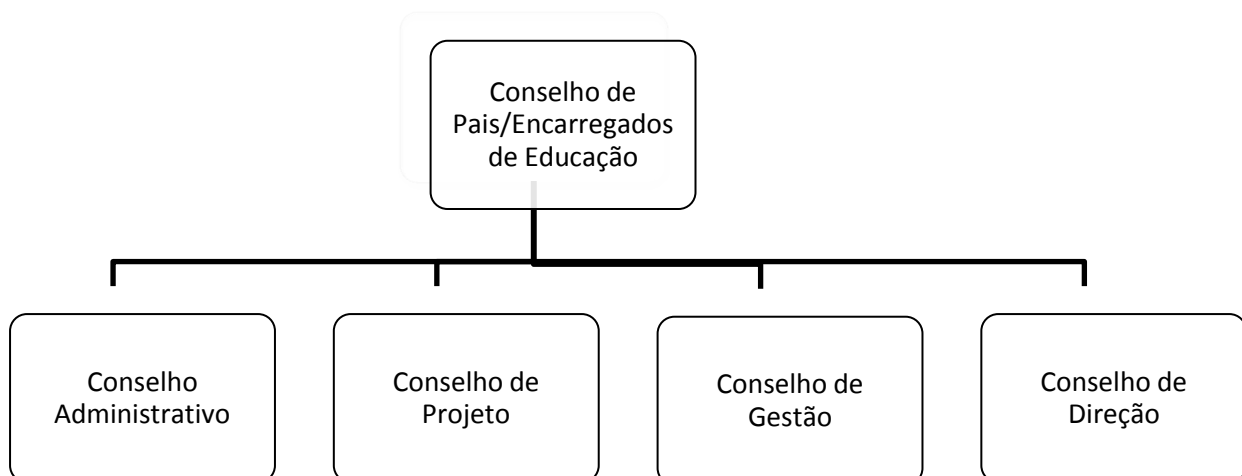 Conselho de
Pais/Encarregados
de Educação
Conselho
Administrativo
Conselho de
Projeto
Conselho de
Gestão
Conselho de
Direção